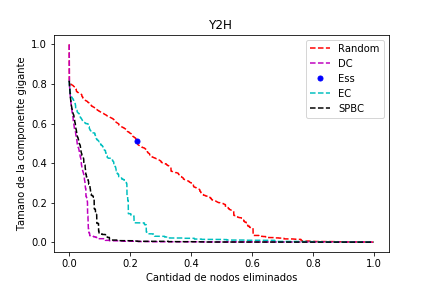 Y2H
Random
DC
Ess
EC
SPBC
Tamano de la componente gigante
1.0
0.8
0.6
0.4
0.2
0.0
0.0 0.2 0.4 0.6 0.8 1.0
Cantidad de nodos eliminados